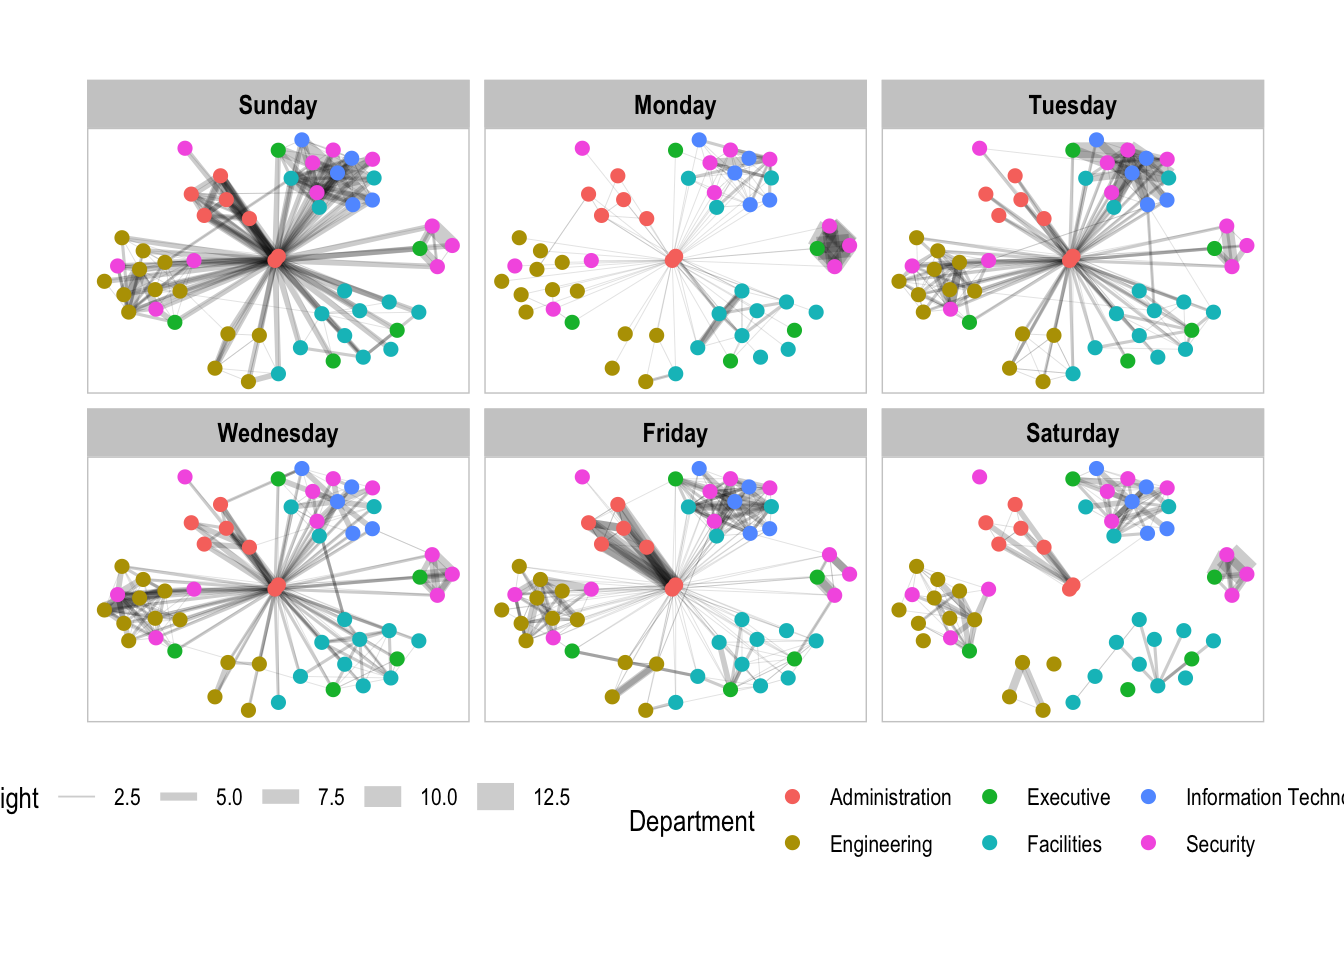 Sunday Monday Tuesday
Wednesday Friday Saturday
ight 2.5 5.0 7.5 10.0 12.5
Department
Administration Executive Information Techno
Engineering Facilities Security